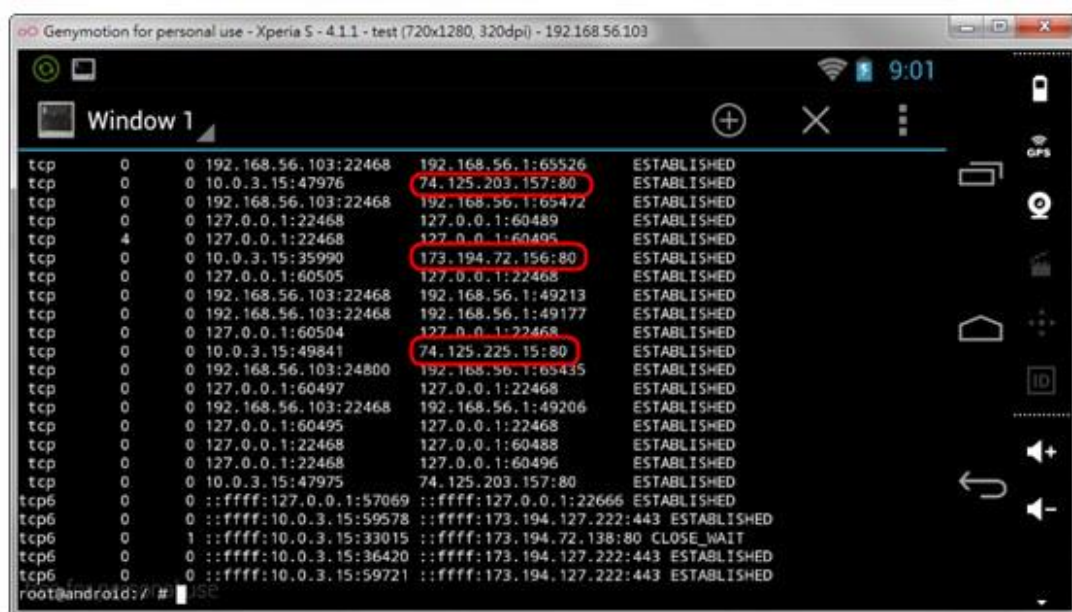 Genymotion for personal use - Xperia S - 4.1.1 - test (720x1280, 320dpi) - 192.168.56.103
9:01
Window 1
GPS
tcp 0 0 192.168.56.103:22468 192.168.56.1:65526 ESTABLISHED
tcp 0 0 10.0.3.15:47976 74.125.203.157:80 ESTABLISHED
tcp 0 0 192.168.56.103:22468 192.168.56.1:65472 ESTABLISHED
tcp 0 0 127.0.0.1:22468 127.0.0.1:60489 ESTABLISHED
tcp 4 0 127.0.0.1:22468 127.0.0.1:60495 ESTABLISHED
tcp 0 0 10.0.3.15:35990 173.194.72.156:80 ESTABLISHED
tcp 0 0 127.0.0.1:60505 127.0.0.1:22468 ESTABLISHED
tcp 0 0 192.168.56.103:22468 192.168.56.1:49213 ESTABLISHED
tcp 0 0 192.168.56.103:22468 192.168.56.1:49177 ESTABLISHED
tcp 0 0 127.0.0.1:60504 127.0.0.1:22468 ESTABLISHED
tcp 0 0 10.0.3.15:49841 74.125.225.15:80 ESTABLISHED
tcp 0 0 192.168.56.103:24800 192.168.56.1:65435 ESTABLISHED
tcp 0 0 127.0.0.1:60497 127.0.0.1:22468 ESTABLISHED
tcp 0 0 192.168.56.103:22468 192.168.56.1:49206 ESTABLISHED
tcp 0 0 127.0.0.1:60495 127.0.0.1:22468 ESTABLISHED
tcp 0 0 127.0.0.1:22468 127.0.0.1:60488 ESTABLISHED
tcp 0 0 127.0.0.1:22468 127.0.0.1:60496 ESTABLISHED
tcp 0 0 10.0.3.15:47975 74.125.203.157:80 ESTABLISHED
tcp6 0 0 ::ffff:127.0.0.1:57069 ::ffff:127.0.0.1:22666 ESTABLISHED
tcp6 0 0 ::ffff:10.0.3.15:59578 ::ffff:173.194.127.222:443 ESTABLISHED
tcp6 0 1 ::ffff:10.0.3.15:33015 ::ffff:173.194.72.138:80 CLOSE_WAIT
tcp6 0 0 ::ffff:10.0.3.15:36420 ::ffff:173.194.127.222:443 ESTABLISHED
tcp6 0 0 ::ffff:10.0.3.15:59721 ::ffff:173.194.127.222:443 ESTABLISHED
root@android:/ #
ID